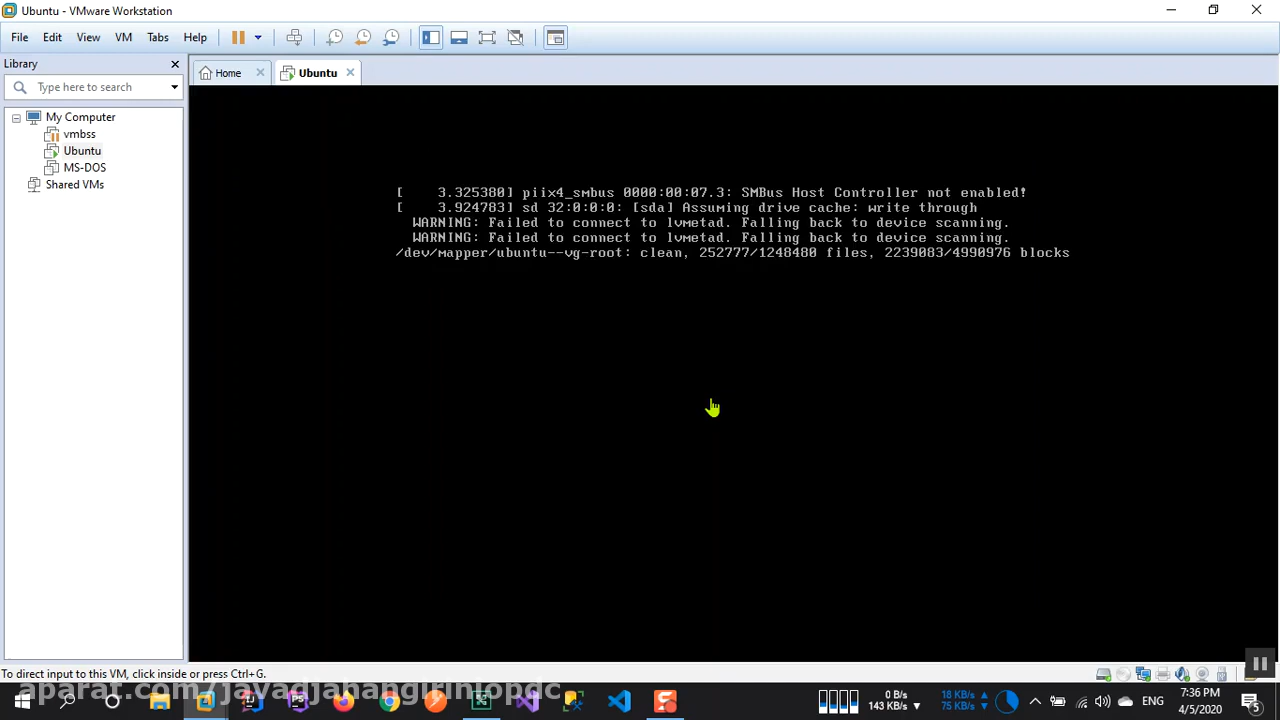 Ubuntu - VMware Workstation
File Edit View VM Tabs Help
Library
Type here to search
My Computer
vmbss
Ubuntu
MS-DOS
Shared VMs
Home
Ubuntu
[    3.325380] piix4_smbus 0000:00:07.3: SMBus Host Controller not enabled!
[    3.924783] sd 32:0:0:0: [sda] Assuming drive cache: write through
WARNING: Failed to connect to lvmetad. Falling back to device scanning.
WARNING: Failed to connect to lvmetad. Falling back to device scanning.
/dev/mapper/ubuntu--vg-root: clean, 252777/1248480 files, 2239083/4990976 blocks
To direct input to this VM, click inside or press Ctrl+G.
0 B/s
143 KB/s
18 KB/s
75 KB/s
ENG
7:36 PM
4/5/2020
5